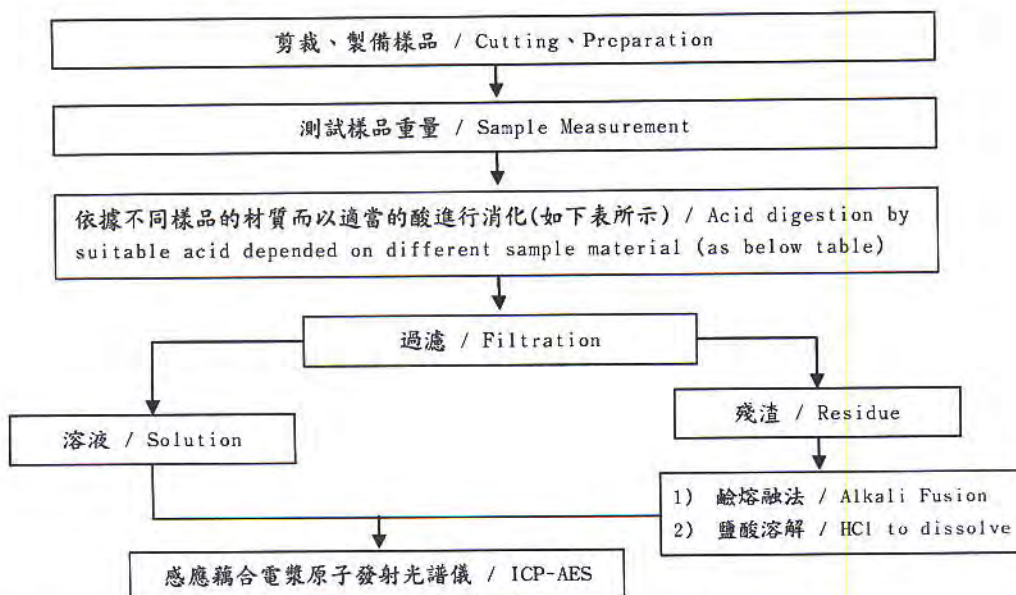 剪裁、製備樣品 / Cutting、Preparation
測試樣品重量 / Sample Measurement
依據不同樣品的材質而以適當的酸進行消化(如下表所示) / Acid digestion by
suitable acid depended on different sample material (as below table)
過濾 / Filtration
溶液 / Solution
殘渣 / Residue
1) 鹼熔融法 / Alkali Fusion
2) 鹽酸溶解 / HCl to dissolve
感應藕合電漿原子發射光譜儀 / ICP-AES